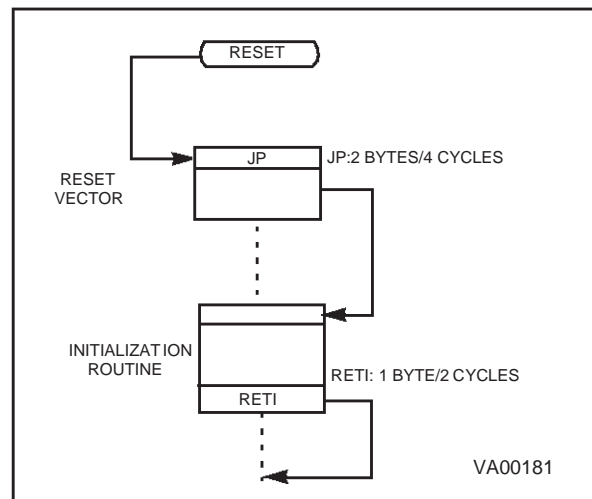 RESET
JP
JP:2 BYTES/4 CYCLES
RESET
VECTOR
INITIALIZATION
ROUTINE
RETI: 1 BYTE/2 CYCLES
RETI
VA00181